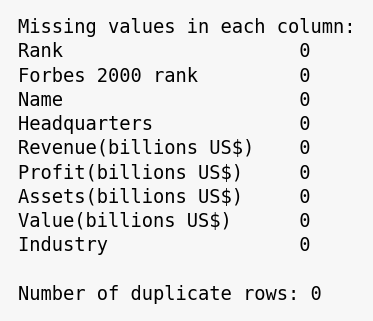 Missing values in each column:
Rank 0
Forbes 2000 rank 0
Name 0
Headquarters 0
Revenue(billions US$) 0
Profit(billions US$) 0
Assets(billions US$) 0
Value(billions US$) 0
Industry 0
Number of duplicate rows: 0